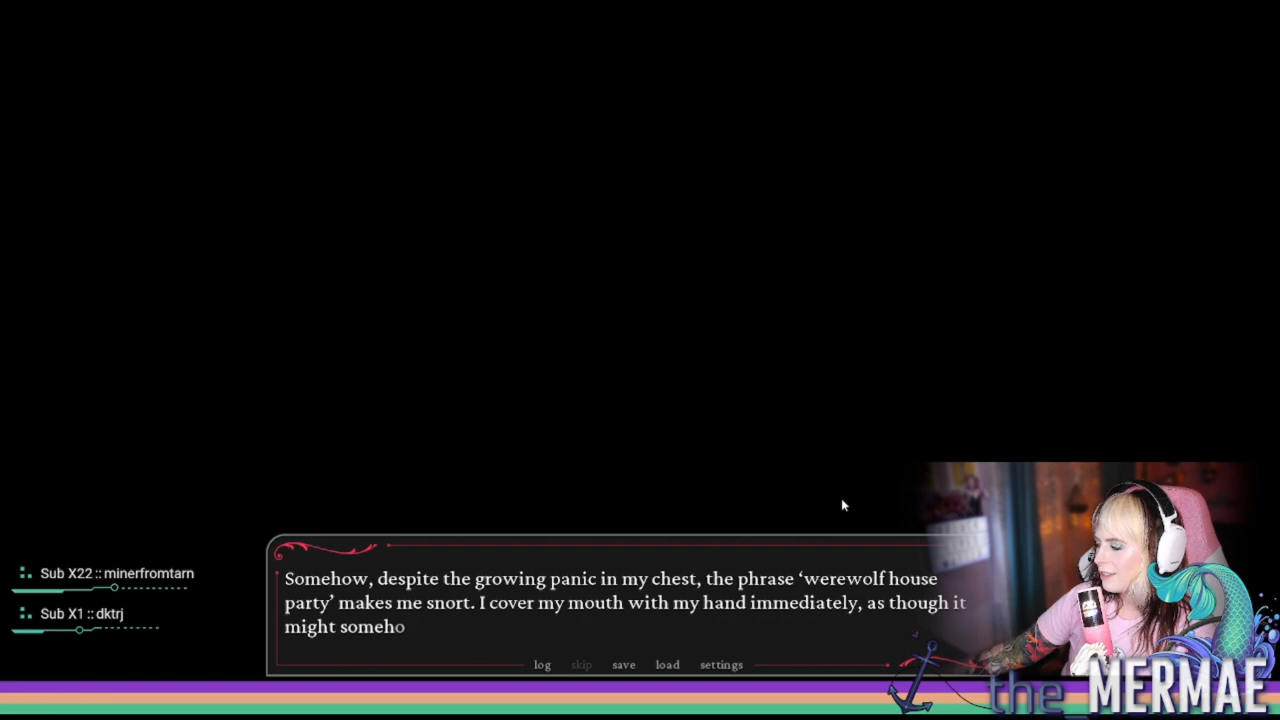 Somehow, despite the growing panic in my chest, the phrase ‘werewolf house
party’ makes me snort. I cover my mouth with my hand immediately, as though it
might someho
log skip save load settings
Sub X22 :: minerfromtarn
Sub X1 :: dktrj
the MERMAE